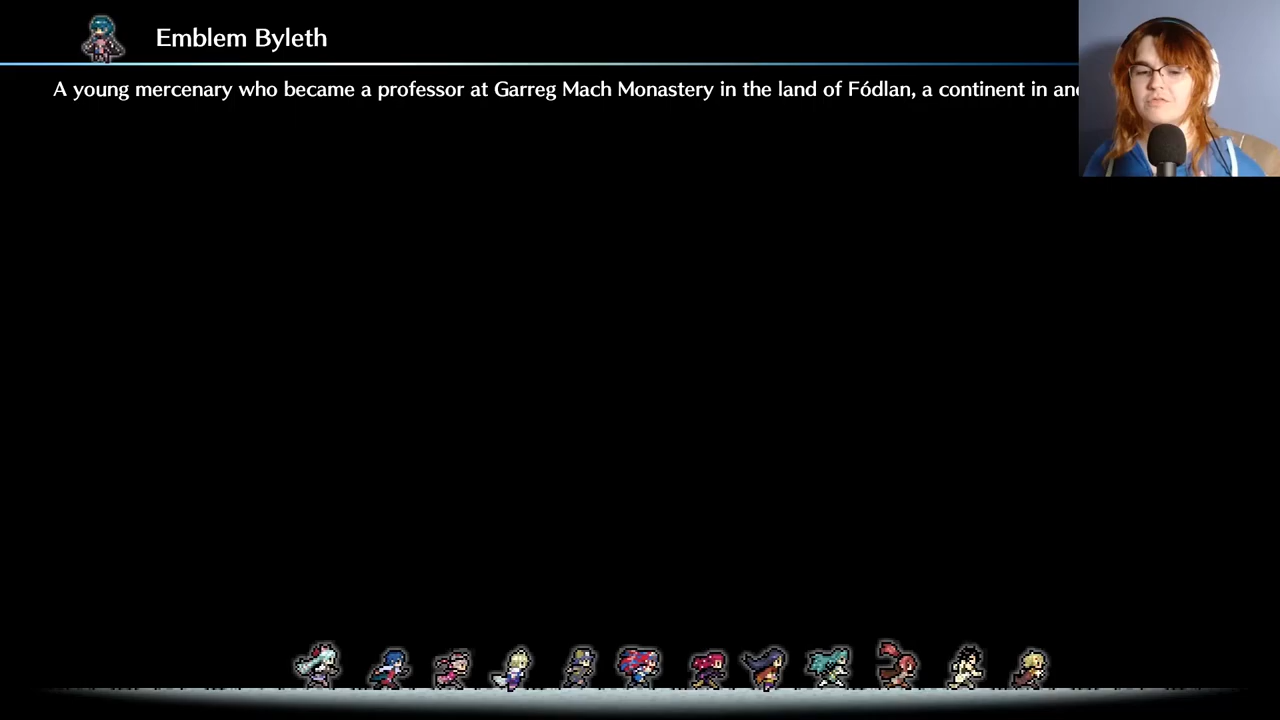 Emblem Byleth
A young mercenary who became a professor at Garreg Mach Monastery in the land of Fódlan, a continent in